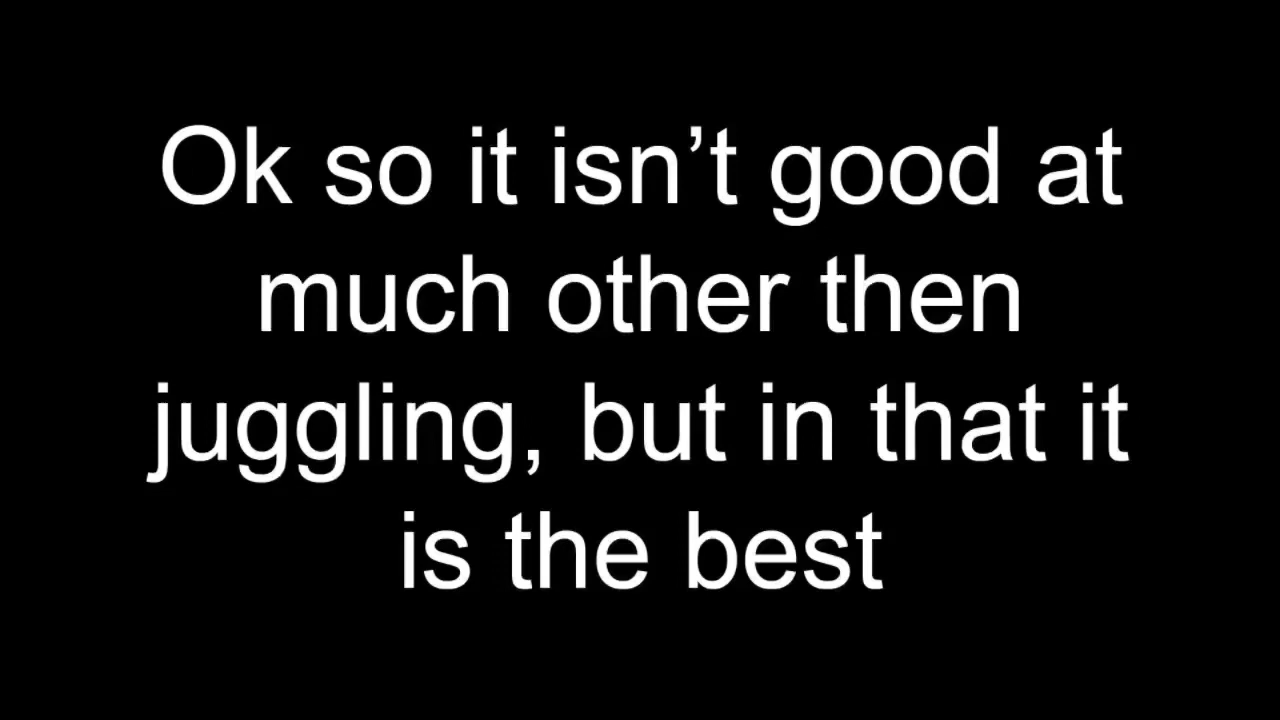 Ok so it isn’t good at
much other then
juggling, but in that it
is the best